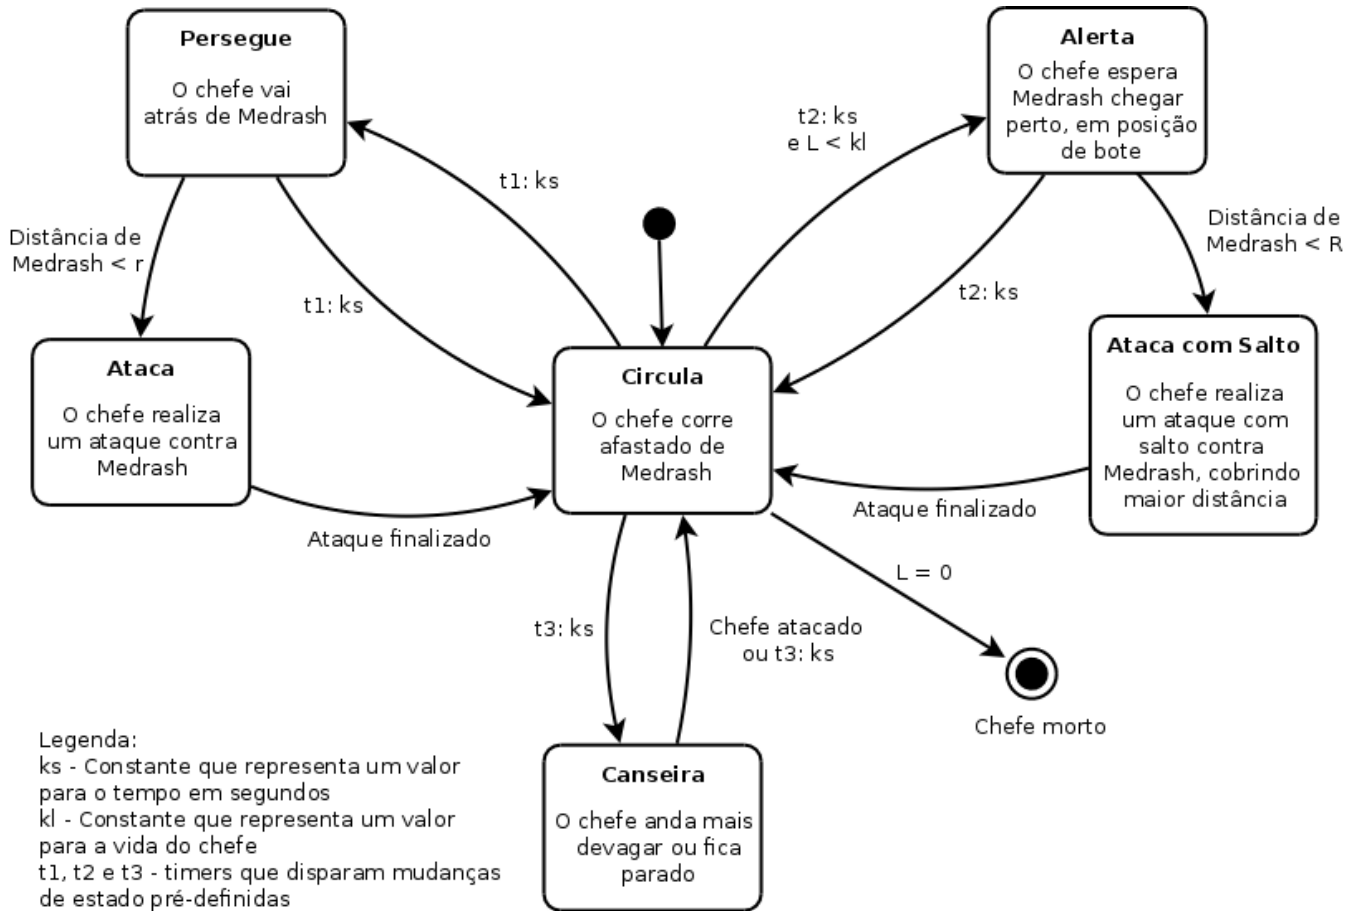 Persegue
O chefe vai
atrás de Medrash
Alerta
O chefe espera
Medrash chegar
perto, em posição
de bote
t2: ks
e L < kl
t1: ks
Distância de
Medrash < r
t1: ks
t2: ks
Distância de
Medrash < R
Ataca
O chefe realiza
um ataque contra
Medrash
Circula
O chefe corre
afastado de
Medrash
Ataca com Salto
O chefe realiza
um ataque com
salto contra
Medrash, cobrindo
maior distância
Ataque finalizado
Ataque finalizado
L = 0
t3: ks
Chefe atacado
ou t3: ks
Chefe morto
Canseira
O chefe anda mais
devagar ou fica
parado
Legenda:
ks - Constante que representa um valor
para o tempo em segundos
kl - Constante que representa um valor
para a vida do chefe
t1, t2 e t3 - timers que disparam mudanças
de estado pré-definidas